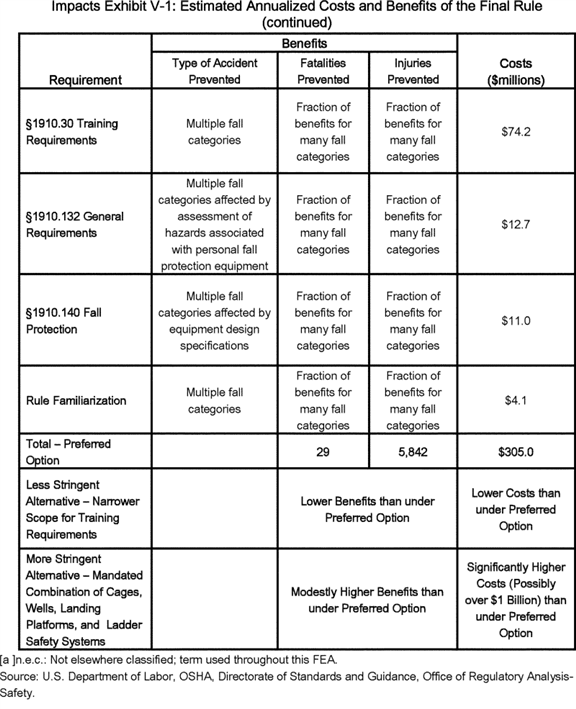 Impacts Exhibit V-1: Estimated Annualized Costs and Benefits of the Final Rule
(continued)
Benefits
Requirement
Type of Accident
Prevented
Fatalities
Prevented
Injuries
Prevented
Costs
($millions)
§1910.30 Training
Requirements
Multiple fall
categories
Fraction of
benefits for
many fall
categories
Fraction of
benefits for
many fall
categories
$74.2
§1910.132 General
Requirements
Multiple fall
categories affected by
assessment of
hazards associated
with personal fall
protection equipment
Fraction of
benefits for
many fall
categories
Fraction of
benefits for
many fall
categories
$12.7
§1910.140 Fall
Protection
Multiple fall
categories affected by
equipment design
specifications
Fraction of
benefits for
many fall
categories
Fraction of
benefits for
many fall
categories
$11.0
Rule Familiarization
Multiple fall
categories
Fraction of
benefits for
many fall
categories
Fraction of
benefits for
many fall
categories
$4.1
Total – Preferred
Option
29
5,842
$305.0
Less Stringent
Alternative – Narrower
Scope for Training
Requirements
Lower Benefits than under
Preferred Option
Lower Costs than
under Preferred
Option
More Stringent
Alternative – Mandated
Combination of Cages,
Wells, Landing
Platforms, and Ladder
Safety Systems
Modestly Higher Benefits than
under Preferred Option
Significantly Higher
Costs (Possibly
over $1 Billion) than
under Preferred
Option
[a ]n.e.c.: Not elsewhere classified; term used throughout this FEA.
Source: U.S. Department of Labor, OSHA, Directorate of Standards and Guidance, Office of Regulatory Analysis-
Safety.